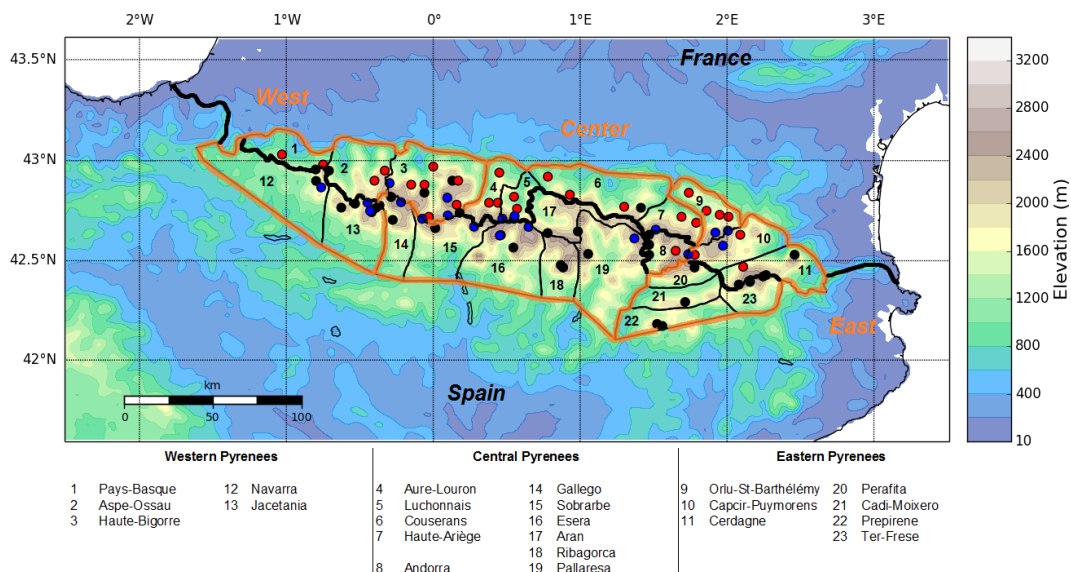 2°W 1°W 0° 1°E 2°E 3°E
43.5°N
43.0°N
42.5°N
42.0°N
France
West
Center
East
Spain
1
2
3
4
5
6
7
8
9
10
11
12
13
14
15
16
17
18
19
20
21
22
23
km
0 50 100
3200
2800
2400
2000
1600
1200
800
400
10
Elevation (m)
Western Pyrenees Central Pyrenees Eastern Pyrenees
1 Pays-Basque 12 Navarra 4 Aure-Louron 14 Gallego 9 Orlu-St-Barthélémy 20 Perafita
2 Aspe-Ossau 13 Jacetania 5 Luchonnais 15 Sobrarbe 10 Capcir-Puymorens 21 Cadi-Moixero
3 Haute-Bigorre 6 Couserans 16 Esera 11 Cerdagne 22 Prepirene
7 Haute-Ariège 17 Aran 23 Ter-Frese
18 Ribagorca
8 Andorra 19 Pallaresa